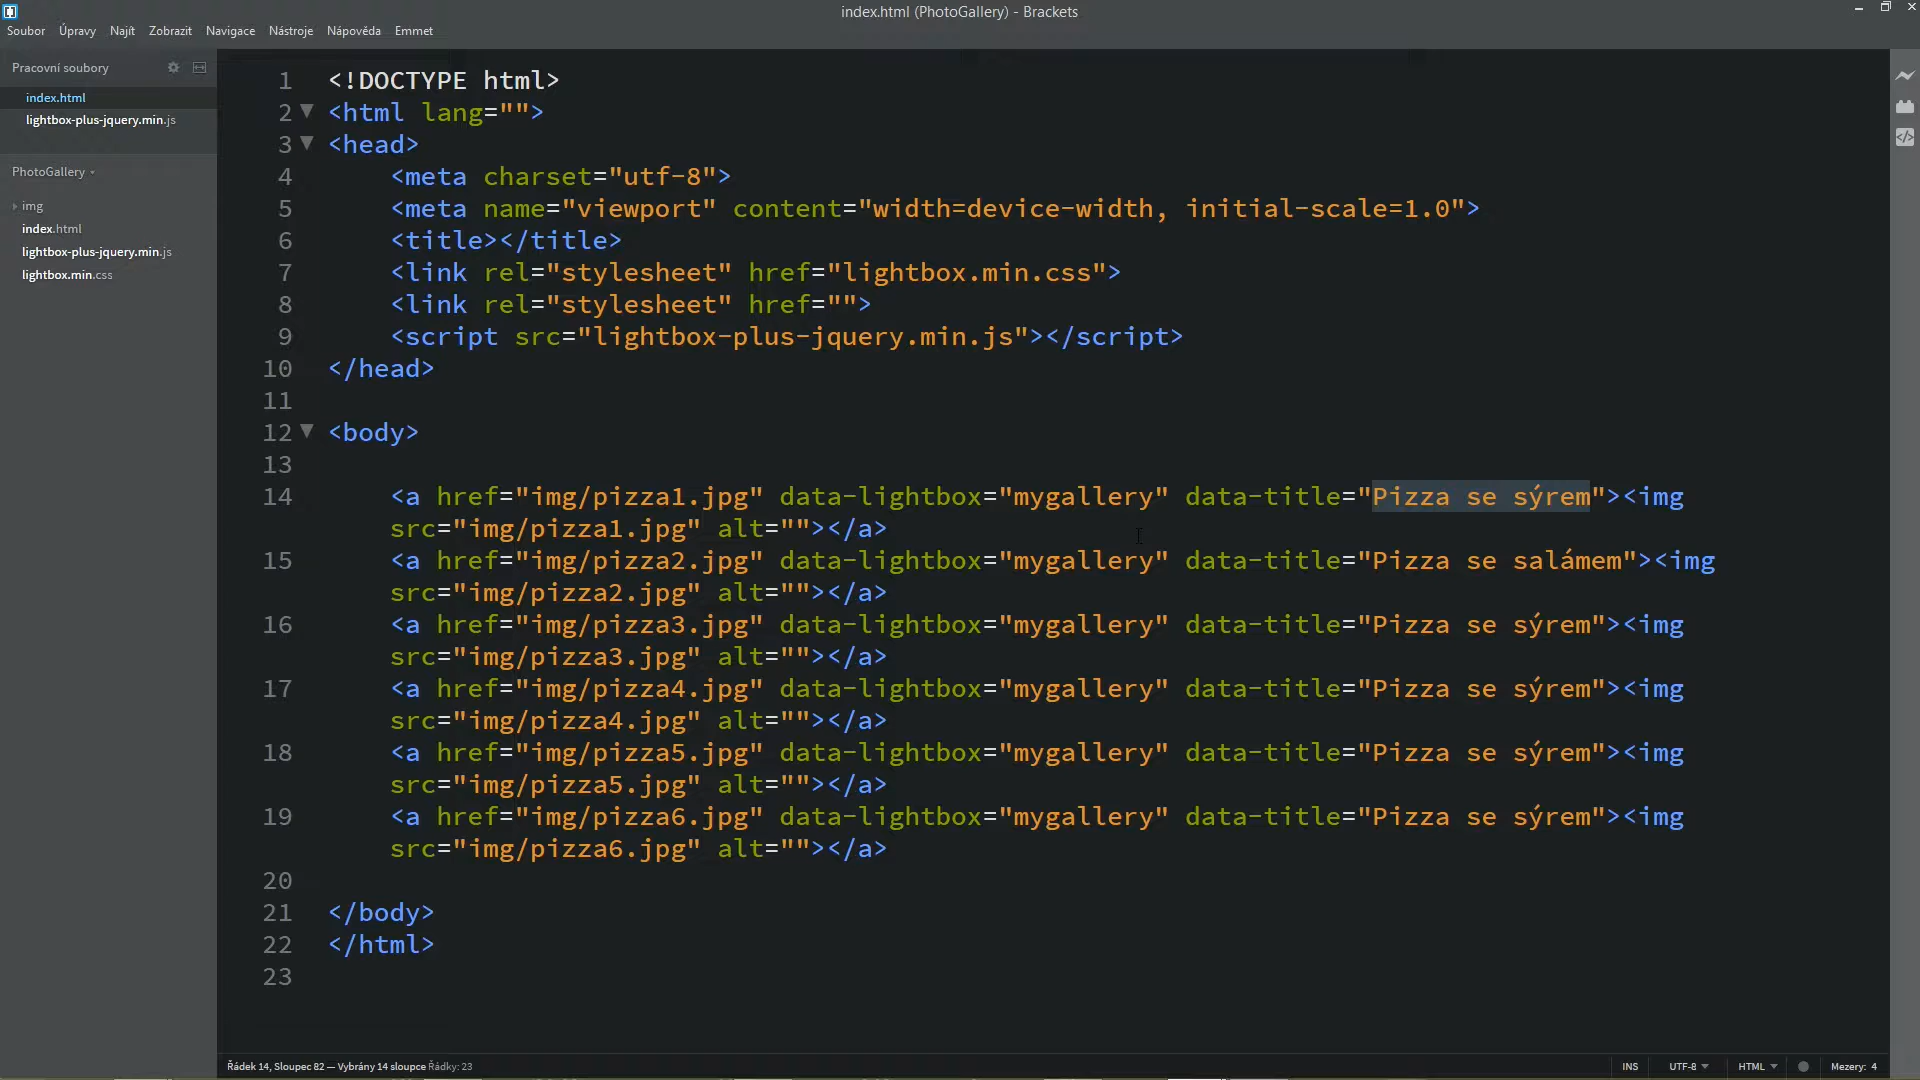 index.html (PhotoGallery) - Brackets
Soubor Úpravy Najít Zobrazit Navigace Nástroje Nápověda Emmet
Pracovní soubory
index.html
lightbox-plus-jquery.min.js
PhotoGallery
img
index.html
lightbox-plus-jquery.min.js
lightbox.min.css
1 <!DOCTYPE html>
2 <html lang="">
3 <head>
4 <meta charset="utf-8">
5 <meta name="viewport" content="width=device-width, initial-scale=1.0">
6 <title></title>
7 <link rel="stylesheet" href="lightbox.min.css">
8 <link rel="stylesheet" href="">
9 <script src="lightbox-plus-jquery.min.js"></script>
10 </head>
11
12 <body>
13
14 <a href="img/pizza1.jpg" data-lightbox="mygallery" data-title="Pizza se sýrem"><img
src="img/pizza1.jpg" alt=""></a>
15 <a href="img/pizza2.jpg" data-lightbox="mygallery" data-title="Pizza se salámem"><img
src="img/pizza2.jpg" alt=""></a>
16 <a href="img/pizza3.jpg" data-lightbox="mygallery" data-title="Pizza se sýrem"><img
src="img/pizza3.jpg" alt=""></a>
17 <a href="img/pizza4.jpg" data-lightbox="mygallery" data-title="Pizza se sýrem"><img
src="img/pizza4.jpg" alt=""></a>
18 <a href="img/pizza5.jpg" data-lightbox="mygallery" data-title="Pizza se sýrem"><img
src="img/pizza5.jpg" alt=""></a>
19 <a href="img/pizza6.jpg" data-lightbox="mygallery" data-title="Pizza se sýrem"><img
src="img/pizza6.jpg" alt=""></a>
20
21 </body>
22 </html>
23
Řádek 14, Sloupec 82 — Vybrány 14 sloupce Řádky: 23
INS UTF-8 HTML Mezery: 4